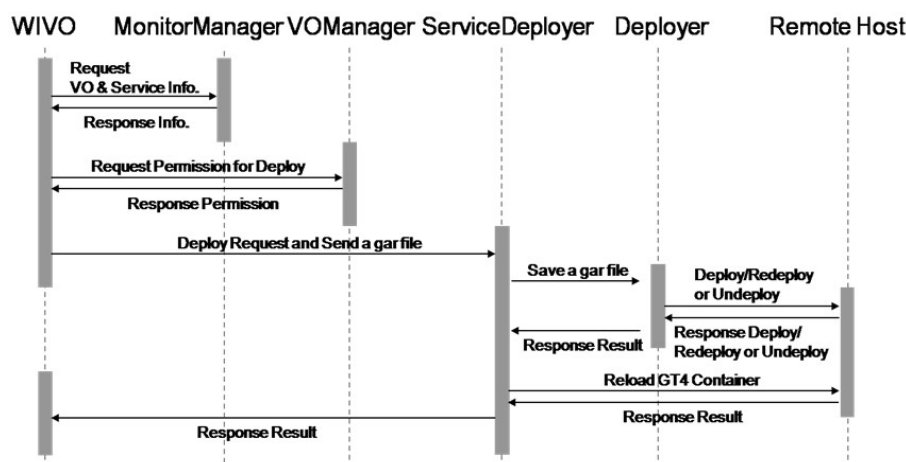 WIVO MonitorManager VOManager ServiceDeployer Deployer Remote Host
Request
VO & Service Info.
Response Info.
Request Permission for Deploy
Response Permission
Deploy Request and Send a gar file
Save a gar file
Deploy/Redeploy
or Undeploy
Response Result
Response Deploy/
Redeploy or Undeploy
Reload GT4 Container
Response Result
Response Result